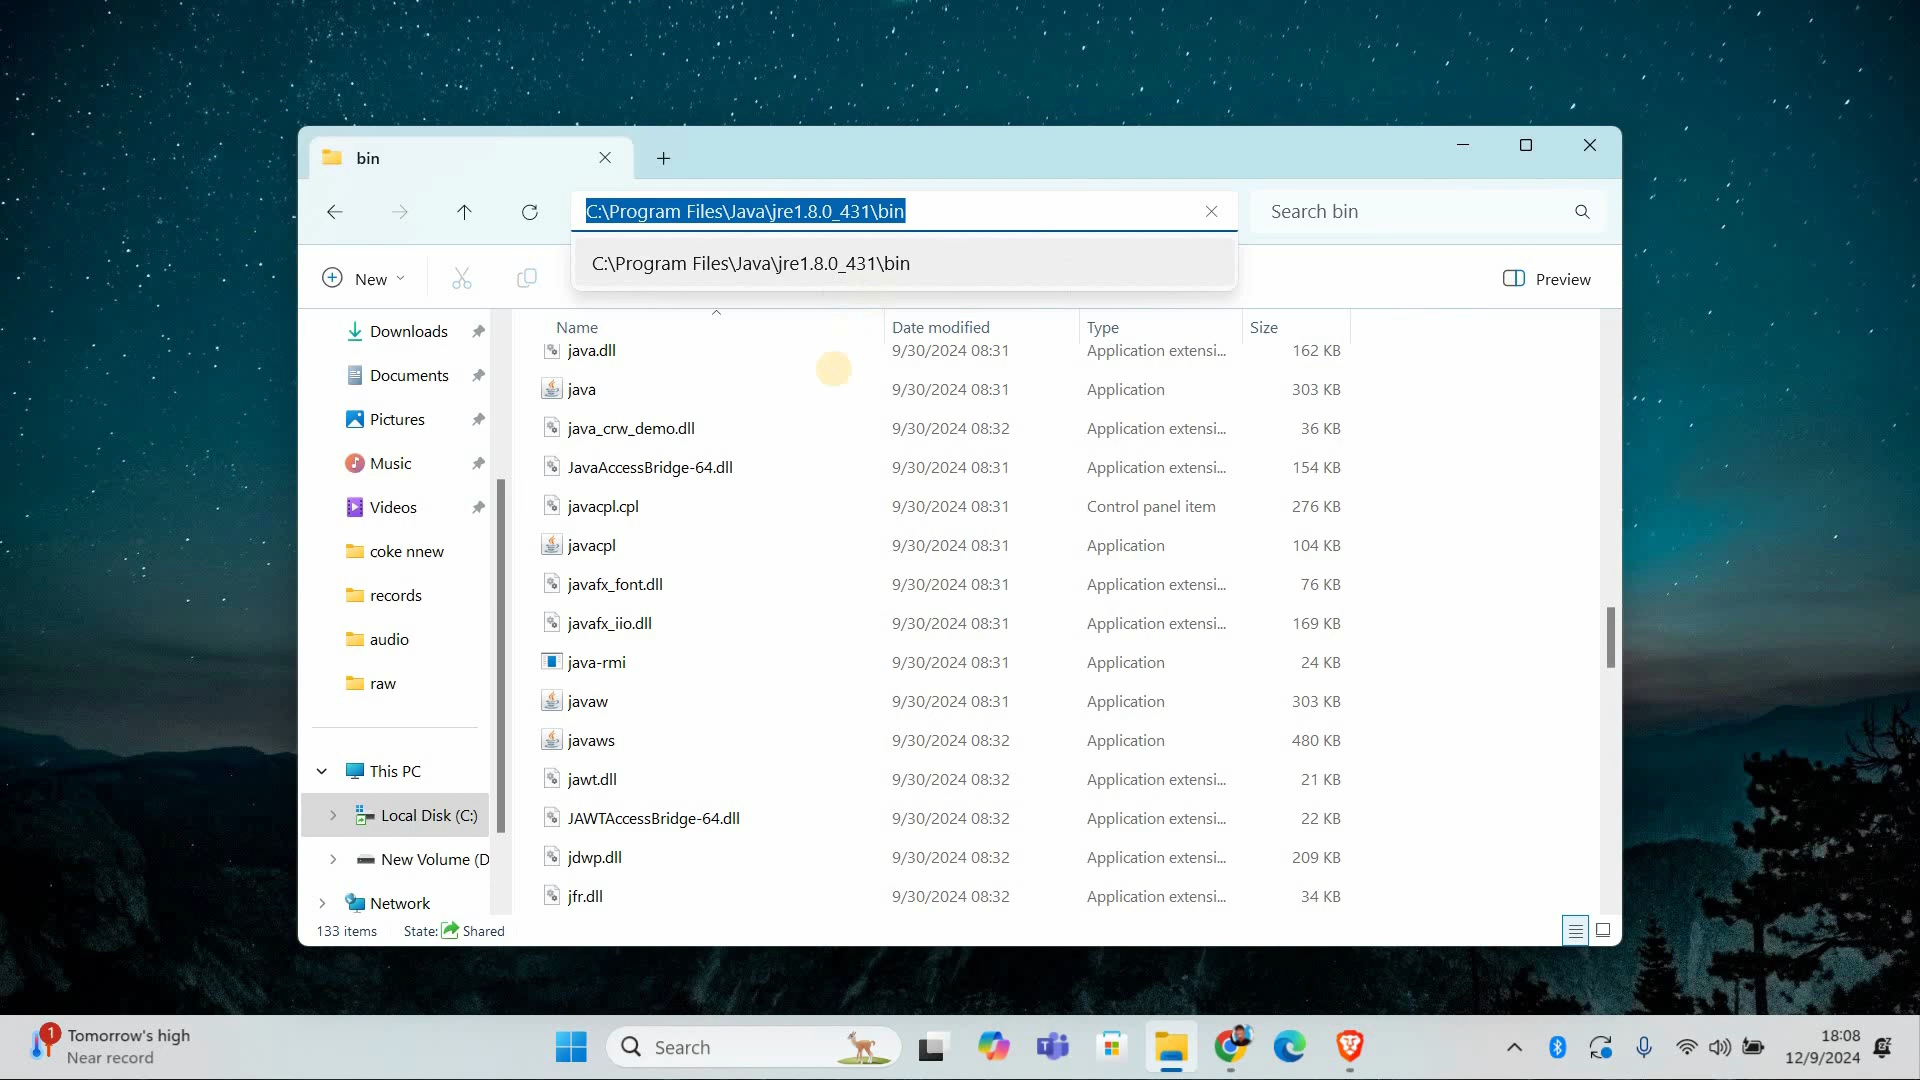 bin
C:\Program Files\Java\jre1.8.0_431\bin
Search bin
C:\Program Files\Java\jre1.8.0_431\bin
New
Preview
Name Date modified Type Size
java.dll 9/30/2024 08:31 Application extensi... 162 KB
java 9/30/2024 08:31 Application 303 KB
java_crw_demo.dll 9/30/2024 08:32 Application extensi... 36 KB
JavaAccessBridge-64.dll 9/30/2024 08:31 Application extensi... 154 KB
javacpl.cpl 9/30/2024 08:31 Control panel item 276 KB
javacpl 9/30/2024 08:31 Application 104 KB
javafx_font.dll 9/30/2024 08:31 Application extensi... 76 KB
javafx_iio.dll 9/30/2024 08:31 Application extensi... 169 KB
java-rmi 9/30/2024 08:31 Application 24 KB
javaw 9/30/2024 08:31 Application 303 KB
javaws 9/30/2024 08:32 Application 480 KB
jawt.dll 9/30/2024 08:32 Application extensi... 21 KB
JAWTAccessBridge-64.dll 9/30/2024 08:32 Application extensi... 22 KB
jdwp.dll 9/30/2024 08:32 Application extensi... 209 KB
jfr.dll 9/30/2024 08:32 Application extensi... 34 KB
Downloads
Documents
Pictures
Music
Videos
coke nnew
records
audio
raw
This PC
Local Disk (C:)
New Volume (D
Network
133 items State: Shared
1
Tomorrow's high
Near record
Search
18:08
12/9/2024